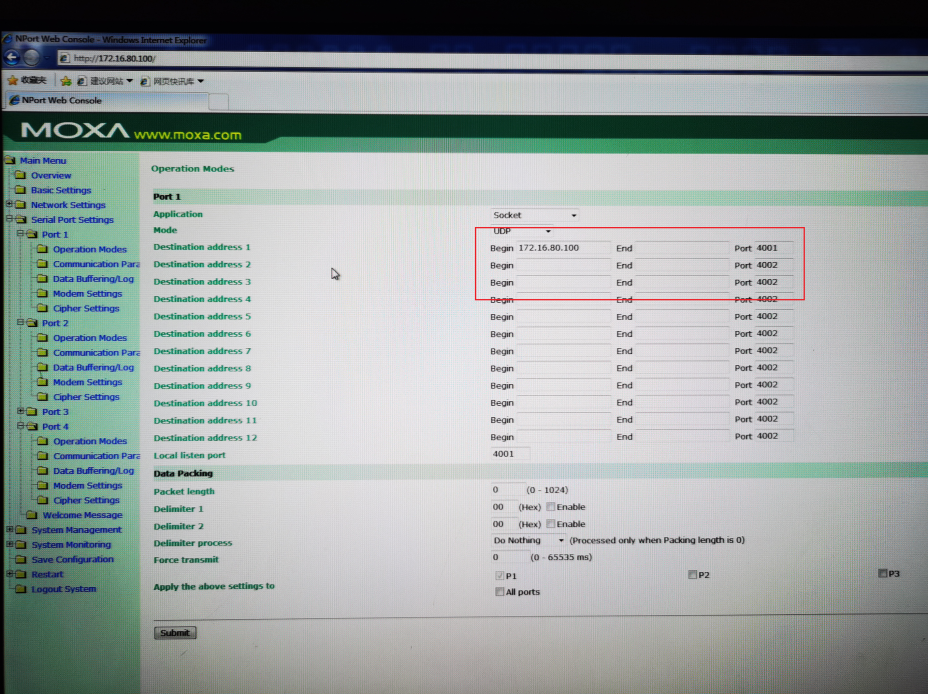 NPort Web Console - Windows Internet Explorer
http://172.16.80.100/
收藏夹 建议网站 网页快讯库
NPort Web Console
MOXA www.moxa.com
Main Menu
Overview
Basic Settings
Network Settings
Serial Port Settings
Port 1
Operation Modes
Communication Para
Data Buffering/Log
Modem Settings
Cipher Settings
Port 2
Operation Modes
Communication Para
Data Buffering/Log
Modem Settings
Cipher Settings
Port 3
Port 4
Operation Modes
Communication Para
Data Buffering/Log
Modem Settings
Cipher Settings
Welcome Message
System Management
System Monitoring
Save Configuration
Restart
Logout System
Operation Modes
Port 1
Application Socket
Mode UDP
Destination address 1 Begin 172.16.80.100 End Port 4001
Destination address 2 Begin End Port 4002
Destination address 3 Begin End Port 4002
Destination address 4 Begin End Port 4002
Destination address 5 Begin End Port 4002
Destination address 6 Begin End Port 4002
Destination address 7 Begin End Port 4002
Destination address 8 Begin End Port 4002
Destination address 9 Begin End Port 4002
Destination address 10 Begin End Port 4002
Destination address 11 Begin End Port 4002
Destination address 12 Begin End Port 4002
Local listen port 4001
Data Packing
Packet length 0 (0 - 1024)
Delimiter 1 00 (Hex) Enable
Delimiter 2 00 (Hex) Enable
Delimiter process Do Nothing (Processed only when Packing length is 0)
Force transmit 0 (0 - 65535 ms)
Apply the above settings to P1 P2 P3
All ports
Submit